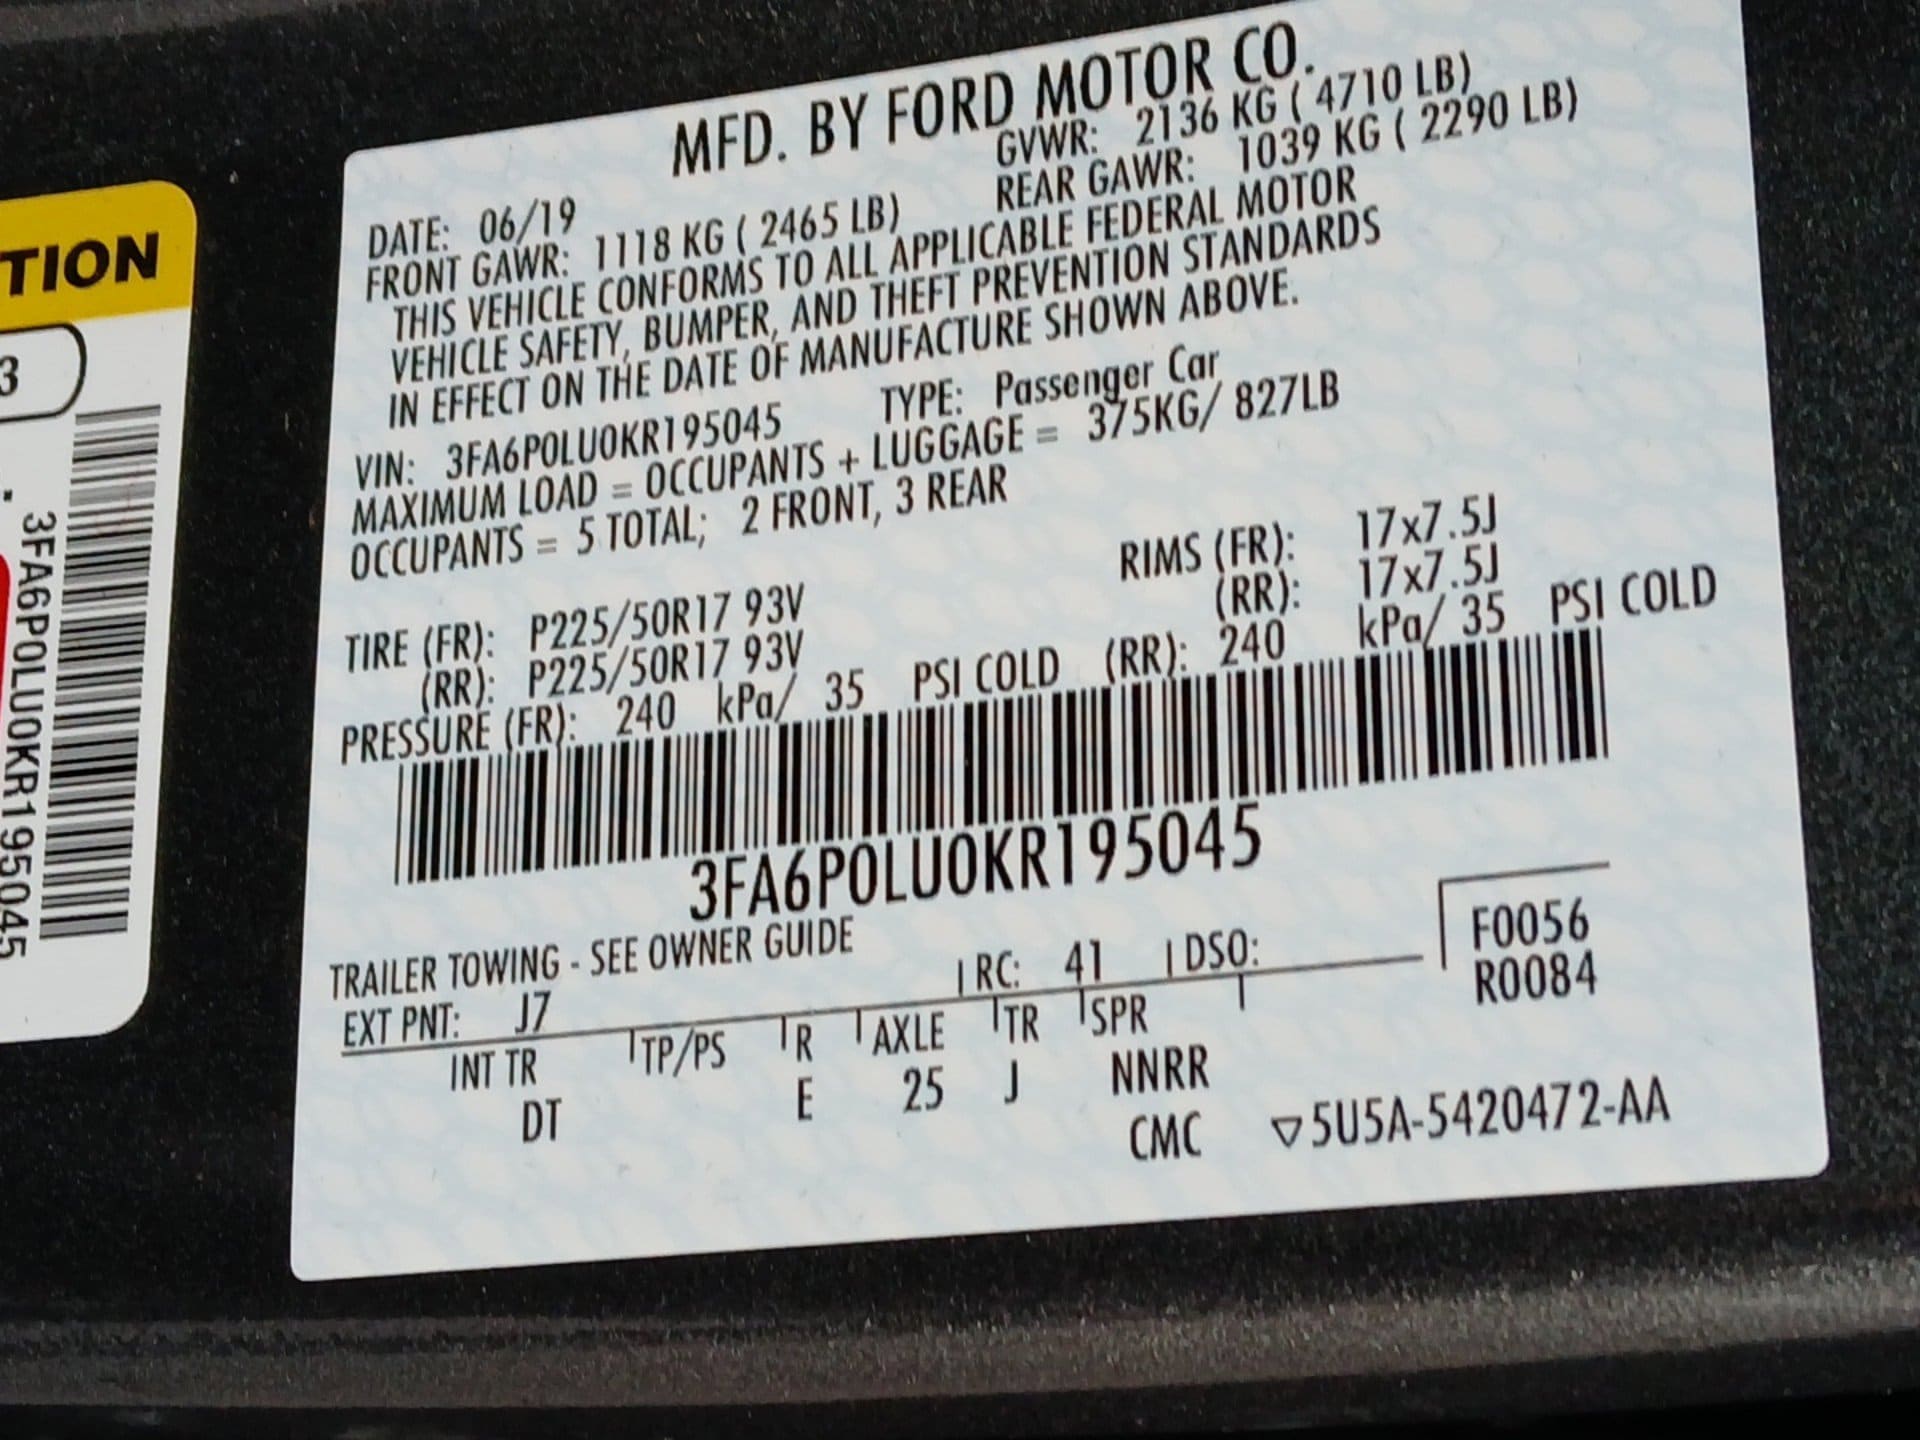 TION
3
3FA6P0LU0KR195045
MFD. BY FORD MOTOR CO.
DATE: 06/19 GVWR: 2136 KG ( 4710 LB)
FRONT GAWR: 1118 KG ( 2465 LB) REAR GAWR: 1039 KG ( 2290 LB)
THIS VEHICLE CONFORMS TO ALL APPLICABLE FEDERAL MOTOR
VEHICLE SAFETY, BUMPER, AND THEFT PREVENTION STANDARDS
IN EFFECT ON THE DATE OF MANUFACTURE SHOWN ABOVE.
VIN: 3FA6P0LU0KR195045 TYPE: Passenger Car
MAXIMUM LOAD = OCCUPANTS + LUGGAGE = 375KG/ 827LB
OCCUPANTS = 5 TOTAL; 2 FRONT, 3 REAR
TIRE (FR): P225/50R17 93V RIMS (FR): 17x7.5J
(RR): P225/50R17 93V (RR): 17x7.5J
PRESSURE (FR): 240 kPa/ 35 PSI COLD (RR): 240 kPa/ 35 PSI COLD
3FA6P0LU0KR195045
TRAILER TOWING - SEE OWNER GUIDE
EXT PNT: J7 RC: 41 DSO: F0056
R0084
INT TR TP/PS R AXLE TR SPR
DT E 25 J NNRR
CMC ▽5U5A-5420472-AA